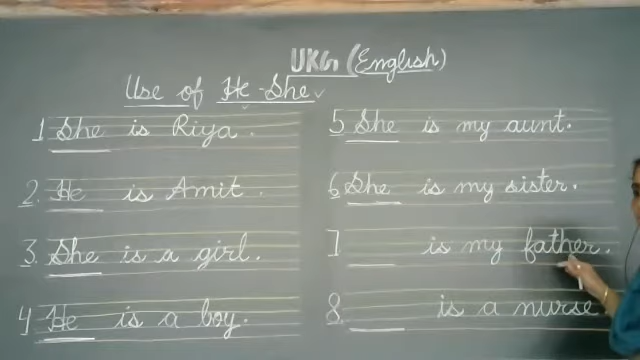 UKG (English)
Use of He-She
1 She is Riya.
2. He is Amit.
3. She is a girl.
4 He is a boy.
5 She is my aunt.
6 She is my sister.
7 ____ is my father.
8. ____ is a nurse